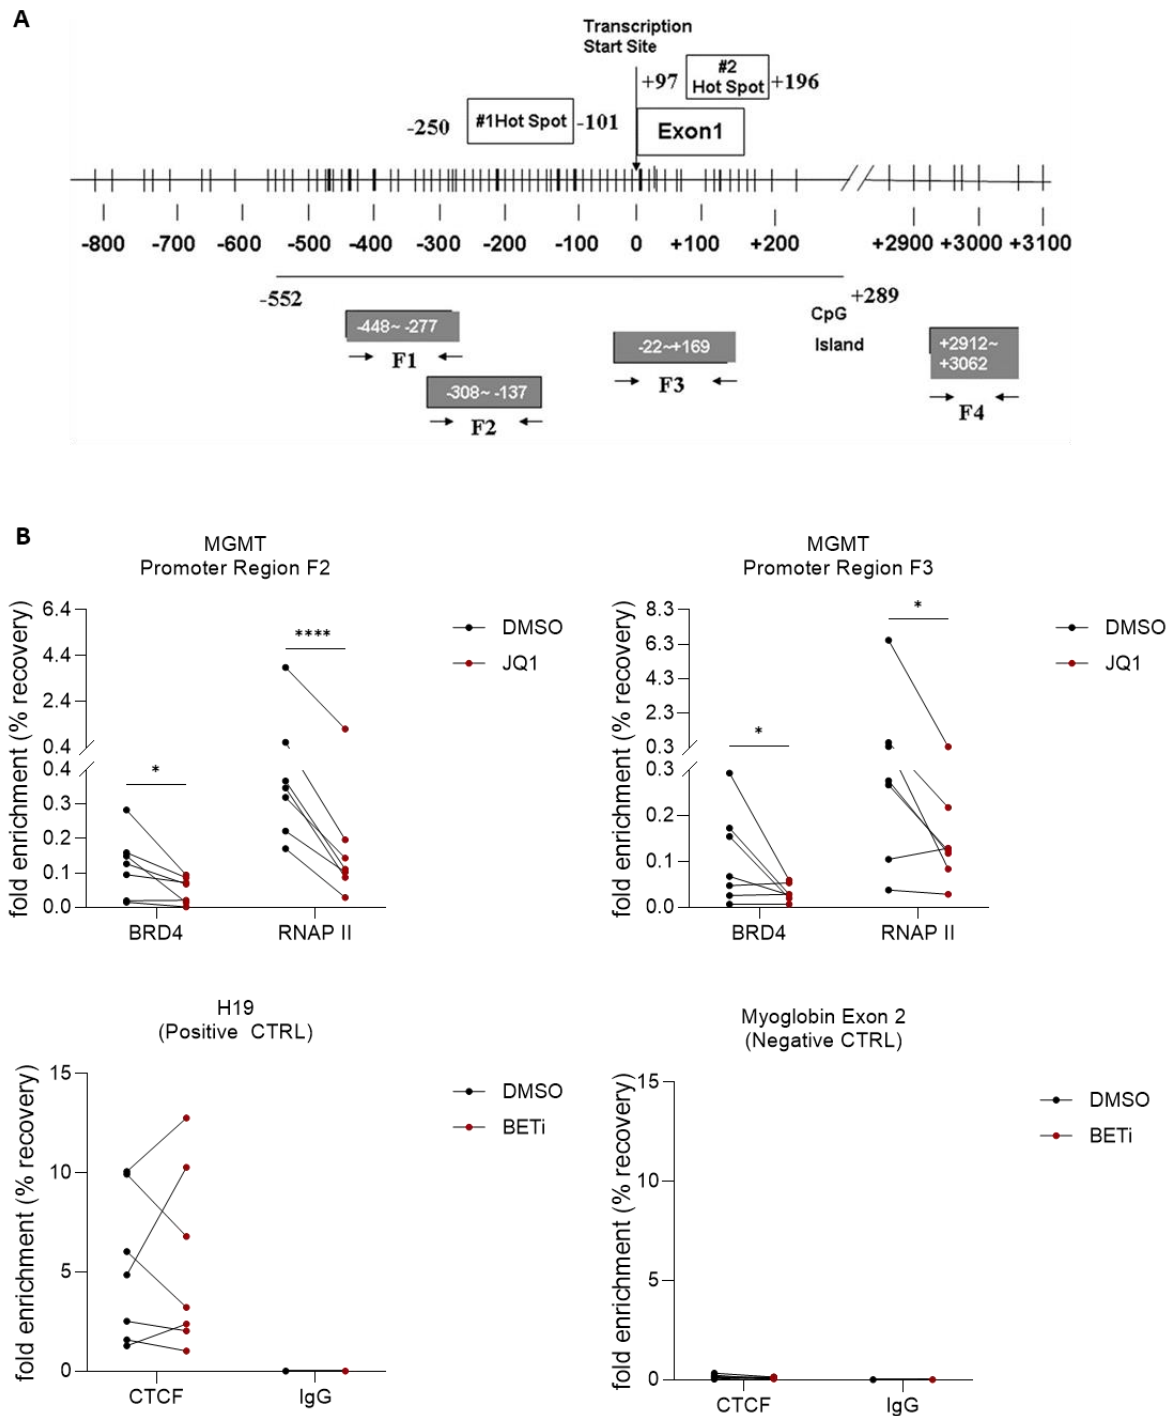 A
Transcription
Start Site
#2
Hot Spot
+97
+196
#1Hot Spot
-250
-101
Exon1
-800 -700 -600 -500 -400 -300 -200 -100 0 +100 +200 +2900 +3000 +3100
-552
+289
CpG
Island
-448~ -277
F1
-308~ -137
F2
-22~+169
F3
+2912~
+3062
F4
B
MGMT
Promoter Region F2
fold enrichment (% recovery)
6.4
4.4
2.4
0.4
0.4
0.3
0.2
0.1
0.0
*
****
BRD4
RNAP II
DMSO
JQ1
MGMT
Promoter Region F3
fold enrichment (% recovery)
8.3
6.3
4.3
2.3
0.3
0.3
0.2
0.1
0.0
*
*
BRD4
RNAP II
DMSO
JQ1
H19
(Positive CTRL)
fold enrichment (% recovery)
15
10
5
0
CTCF
IgG
DMSO
BETi
Myoglobin Exon 2
(Negative CTRL)
fold enrichment (% recovery)
15
10
5
0
CTCF
IgG
DMSO
BETi